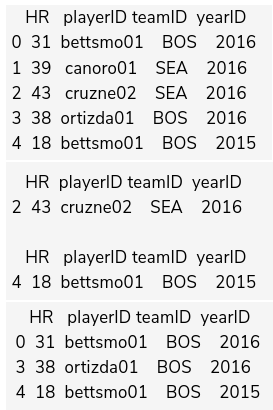 HR playerID teamID yearID
0 31 bettsmo01 BOS 2016
1 39 canoro01 SEA 2016
2 43 cruzne02 SEA 2016
3 38 ortizda01 BOS 2016
4 18 bettsmo01 BOS 2015
HR playerID teamID yearID
2 43 cruzne02 SEA 2016
HR playerID teamID yearID
4 18 bettsmo01 BOS 2015
HR playerID teamID yearID
0 31 bettsmo01 BOS 2016
3 38 ortizda01 BOS 2016
4 18 bettsmo01 BOS 2015